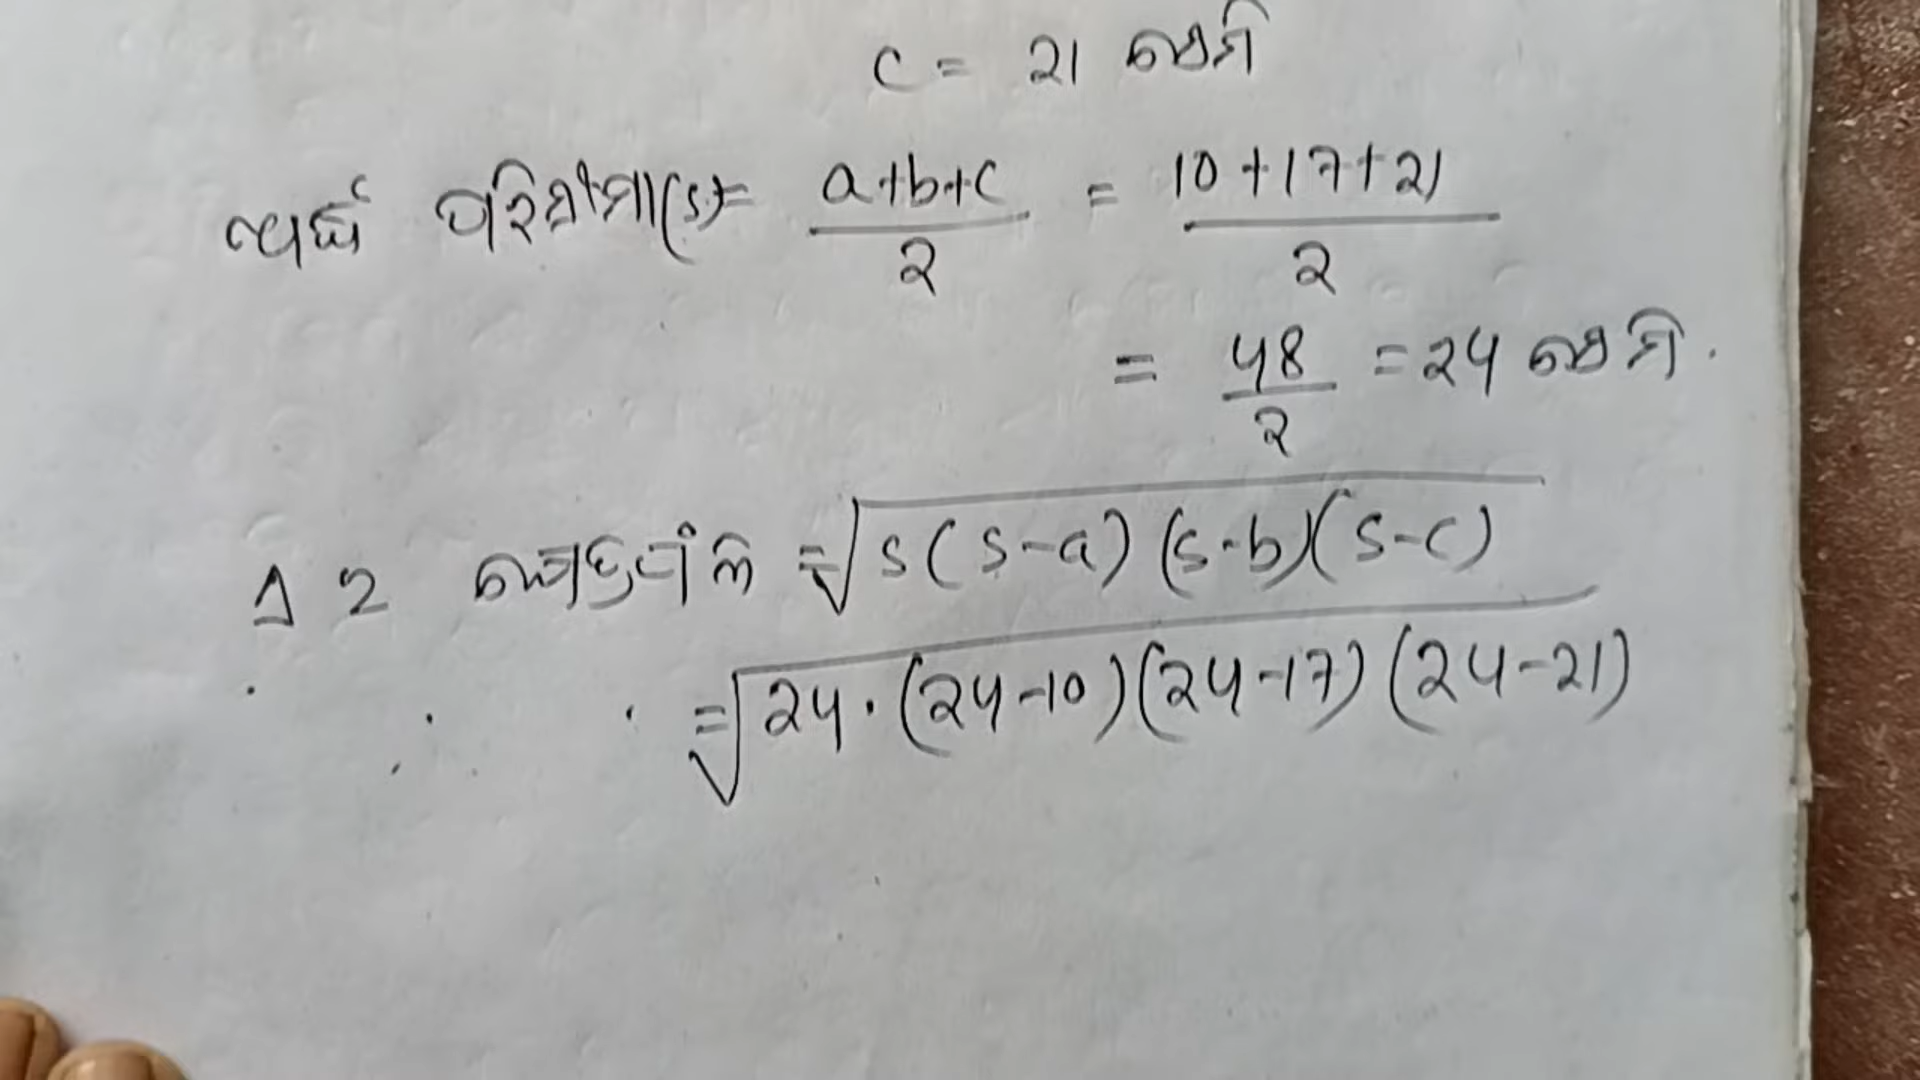 c = 21 ସେମି
ଅର୍ଦ୍ଧ ପରିସୀମା(s) = a+b+c / 2 = 10+17+21 / 2
= 48 / 2 = 24 ସେମି.
Δ ର କ୍ଷେତ୍ରଫଳ = √s(s-a)(s-b)(s-c)
= √24.(24-10)(24-17)(24-21)